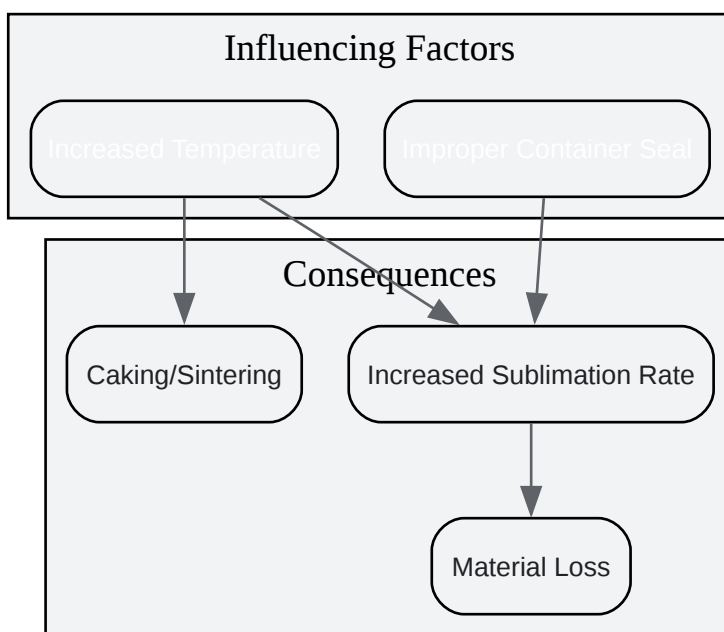 Influencing Factors
Increased Temperature
Improper Container Seal
Consequences
Caking/Sintering
Increased Sublimation Rate
Material Loss